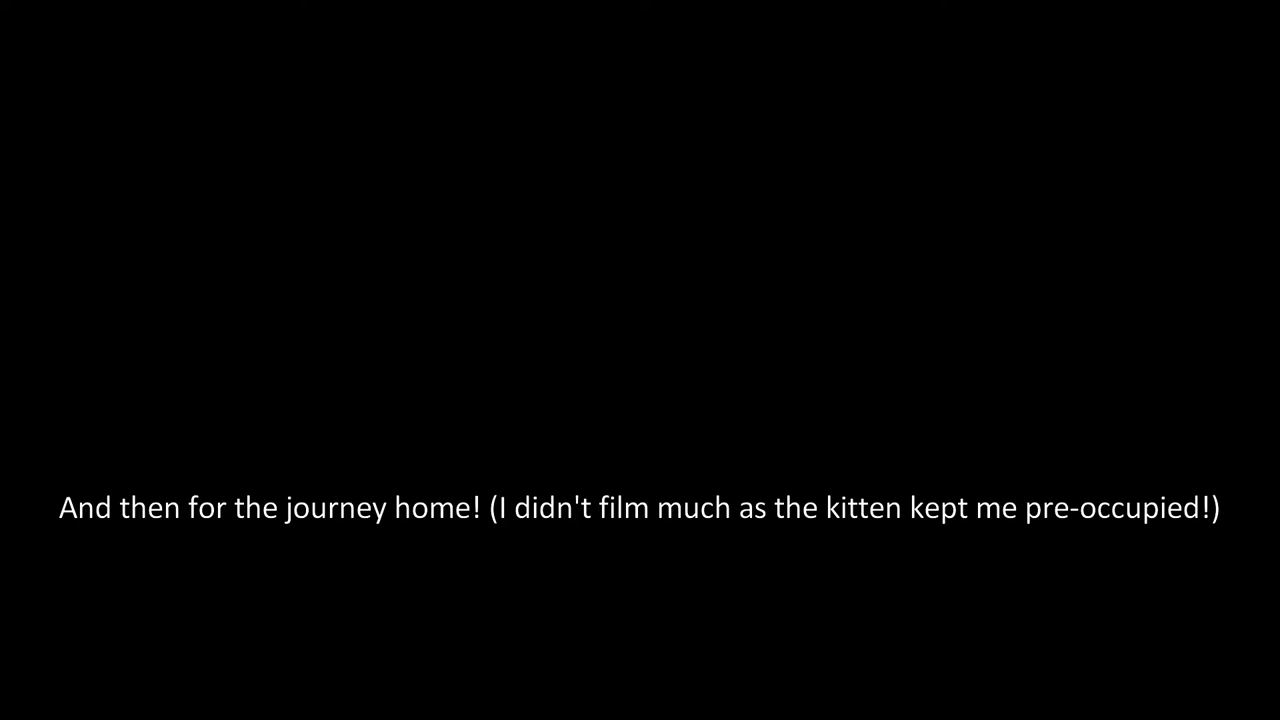 And then for the journey home! (I didn't film much as the kitten kept me pre-occupied!)